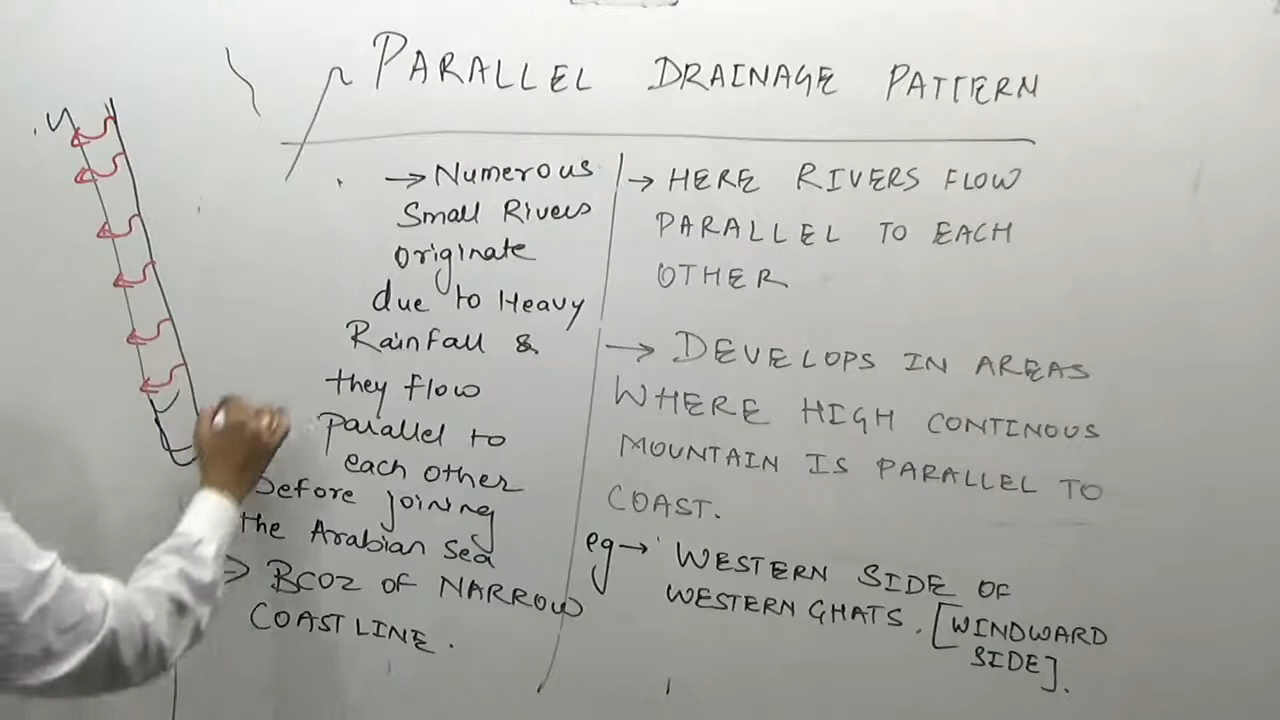 PARALLEL DRAINAGE PATTERN
→ Numerous
Small Rivers
originate
due to Heavy
Rainfall &
they flow
parallel to
each other
before joining
the Arabian Sea
⇒ BCOZ OF NARROW
COASTLINE.
→ HERE RIVERS FLOW
PARALLEL TO EACH
OTHER
→ DEVELOPS IN AREAS
WHERE HIGH CONTINOUS
MOUNTAIN IS PARALLEL TO
COAST.
eg → WESTERN SIDE OF
WESTERN GHATS. [WINDWARD
SIDE].